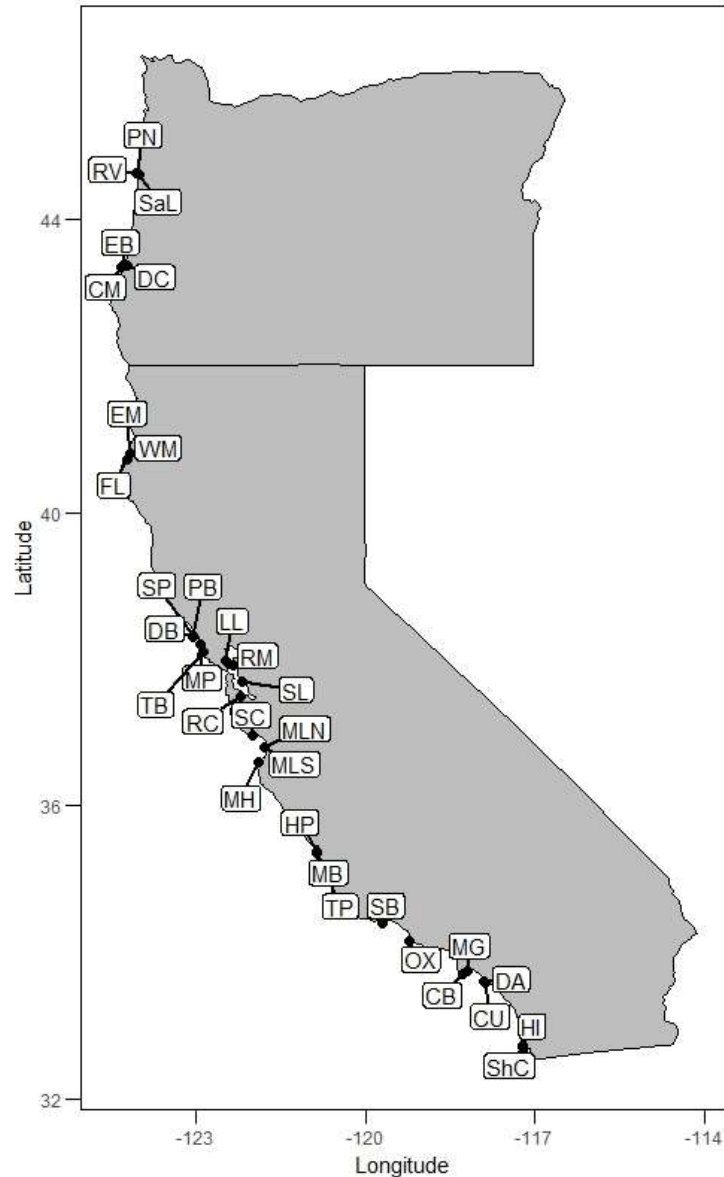 PN
RV
SaL
44
EB
DC
CM
EM
WM
FL
40
Latitude
SP
PB
DB
LL
RM
MP
TB
SL
RC
SC
MLN
MLS
MH
36
HP
MB
TP
SB
OX
MG
CB
DA
CU
HI
ShC
32
-123
-120
-117
-114
Longitude